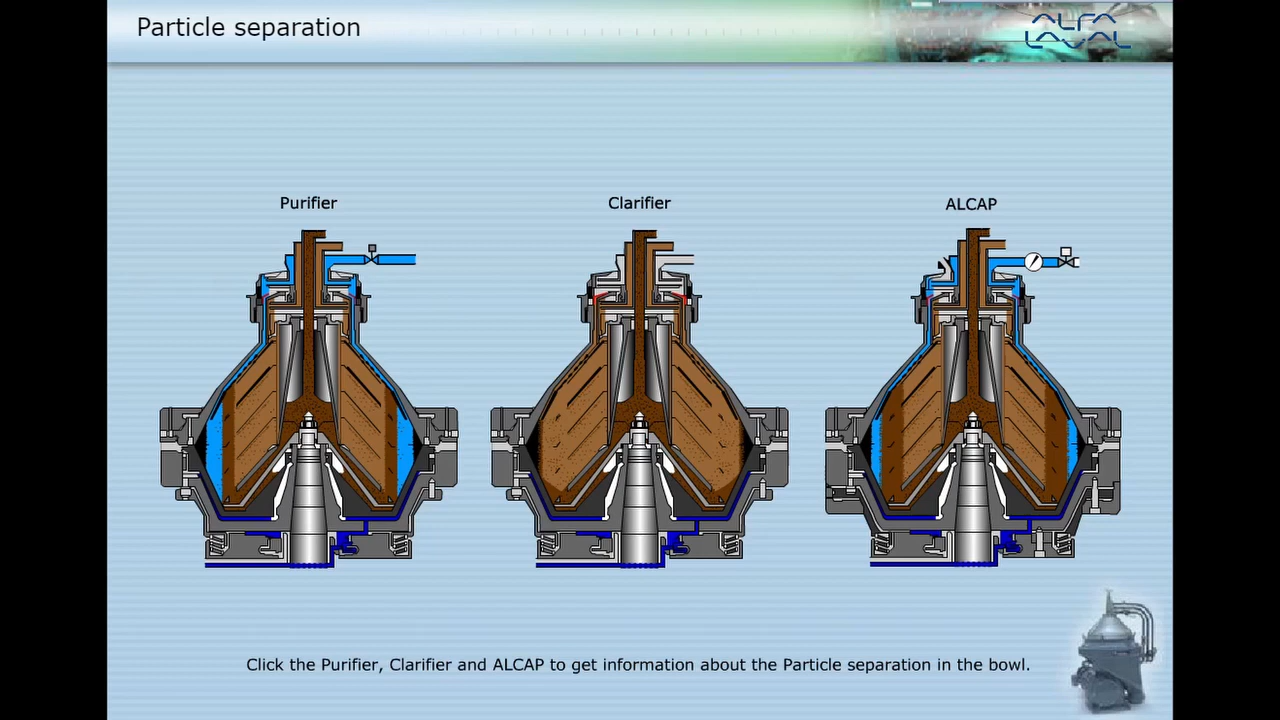 Particle separation
ALFA
LAVAL
Purifier
Clarifier
ALCAP
Click the Purifier, Clarifier and ALCAP to get information about the Particle separation in the bowl.